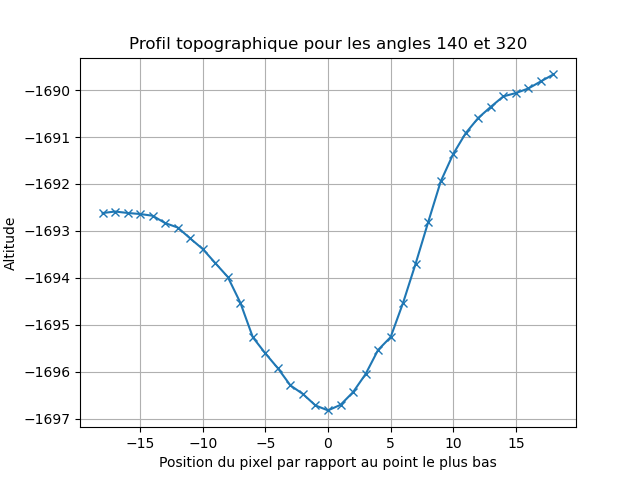 Profil topographique pour les angles 140 et 320
Altitude
−1690
−1691
−1692
−1693
−1694
−1695
−1696
−1697
−15 −10 −5 0 5 10 15
Position du pixel par rapport au point le plus bas